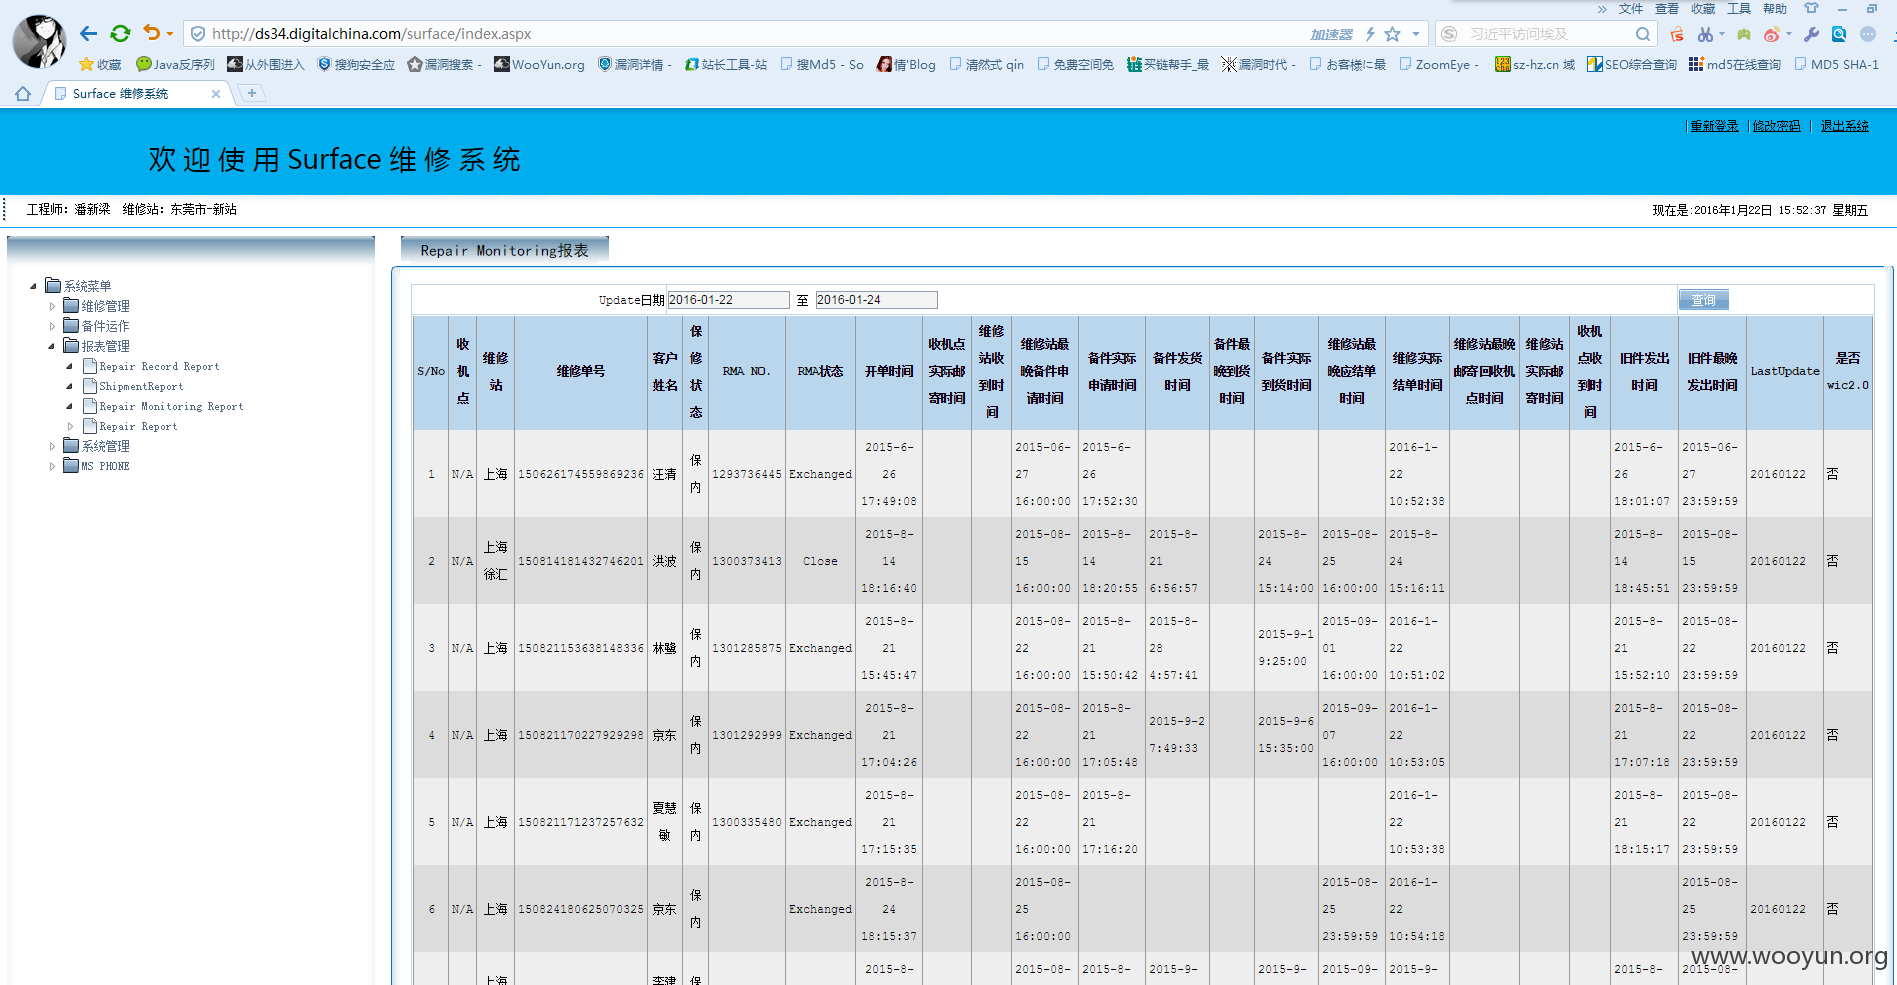 » 文件 查看 收藏 工具 帮助
http://ds34.digitalchina.com/surface/index.aspx 加速器 习近平访问埃及
收藏 Java反序列 从外围进入 搜狗安全应 漏洞搜索 - WooYun.org 漏洞详情 - 站长工具-站 搜Md5 - So 情'Blog 清然式 qin 免费空间免 买链帮手_最 漏洞时代 - お客様に最 ZoomEye - sz-hz.cn 域 SEO综合查询 md5在线查询 MD5 SHA-1
Surface 维修系统
| 重新登录 | 修改密码 | 退出系统
欢 迎 使 用 Surface 维 修 系 统
工程师：潘新梁 维修站：东莞市-新站 现在是:2016年1月22日 15:52:37 星期五
系统菜单
维修管理
备件运作
报表管理
Repair Record Report
ShipmentReport
Repair Monitoring Report
Repair Report
系统管理
MS PHONE
Repair Monitoring报表
Update日期 2016-01-22 至 2016-01-24 查询
S/No 收机点 维修站 维修单号 客户姓名 保修状态 RMA NO. RMA状态 开单时间 收机点实际邮寄时间 维修站收到时间 维修站最晚备件申请时间 备件实际申请时间 备件发货时间 备件最晚到货时间 备件实际到货时间 维修站最晚应结单时间 维修实际结单时间 维修站最晚邮寄回收机点时间 维修站实际邮寄时间 收机点收到时间 旧件发出时间 旧件最晚发出时间 LastUpdate 是否wic2.0
1 N/A 上海 150626174559869236 汪清 保内 1293736445 Exchanged 2015-6-26 17:49:08 2015-06-27 16:00:00 2015-6-26 17:52:30 2016-1-22 10:52:38 2015-6-26 18:01:07 2015-06-27 23:59:59 20160122 否
2 N/A 上海徐汇 150814181432746201 洪波 保内 1300373413 Close 2015-8-14 18:16:40 2015-08-15 16:00:00 2015-8-14 18:20:55 2015-8-21 6:56:57 2015-8-24 15:14:00 2015-08-25 16:00:00 2015-8-24 15:16:11 2015-8-14 18:45:51 2015-08-15 23:59:59 20160122 否
3 N/A 上海 150821153638148336 林骏 保内 1301285875 Exchanged 2015-8-21 15:45:47 2015-08-22 16:00:00 2015-8-21 15:50:42 2015-8-28 4:57:41 2015-9-1 9:25:00 2015-09-01 16:00:00 2016-1-22 10:51:02 2015-8-21 15:52:10 2015-08-22 23:59:59 20160122 否
4 N/A 上海 150821170227929298 京东 保内 1301292999 Exchanged 2015-8-21 17:04:26 2015-08-22 16:00:00 2015-8-21 17:05:48 2015-9-2 7:49:33 2015-9-6 15:35:00 2015-09-07 16:00:00 2016-1-22 10:53:05 2015-8-21 17:07:18 2015-08-22 23:59:59 20160122 否
5 N/A 上海 150821171237257632 夏慧敏 保内 1300335480 Exchanged 2015-8-21 17:15:35 2015-08-22 16:00:00 2015-8-21 17:16:20 2016-1-22 10:53:38 2015-8-21 18:15:17 2015-08-22 23:59:59 20160122 否
6 N/A 上海 150824180625070325 京东 保内 Exchanged 2015-8-24 18:15:37 2015-08-25 16:00:00 2015-08-25 23:59:59 2016-1-22 10:54:18 2015-08-25 23:59:59 20160122 否
上海 李建 保 2015-8- 2015-08- 2015-8- 2015-9- 2015-9- 2015-09- 2015-9- 2015-8- 2015-08-
www.wooyun.org